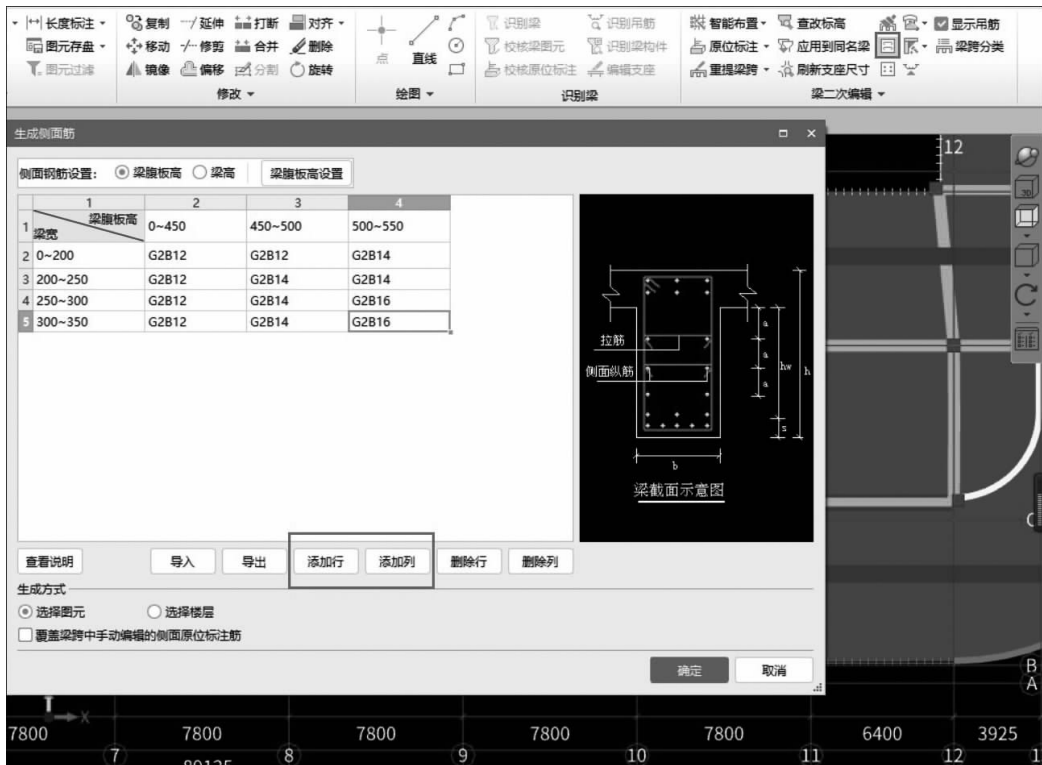 长度标注 复制 延伸 打断 对齐 点 直线 识别梁 识别吊筋 智能布置 查改标高 显示吊筋
图元存盘 移动 修剪 合并 删除 校核梁图元 识别梁构件 原位标注 应用到同名梁 梁跨分类
图元过滤 镜像 偏移 分割 旋转 校核原位标注 编辑支座 重提梁跨 刷新支座尺寸
修改 绘图 识别梁 梁二次编辑
生成侧面筋
侧面钢筋设置: 梁腹板高 梁高 梁腹板高设置
1 2 3 4
1 梁腹板高 梁宽 0~450 450~500 500~550
2 0~200 G2B12 G2B12 G2B14
3 200~250 G2B12 G2B14 G2B14
4 250~300 G2B12 G2B14 G2B16
5 300~350 G2B12 G2B14 G2B16
拉筋
侧面纵筋
a
a
a
hw
h
s
b
梁截面示意图
查看说明 导入 导出 添加行 添加列 删除行 删除列
生成方式
选择图元 选择楼层
覆盖梁跨中手动编辑的侧面原位标注筋
确定 取消
12
3D
C
B
A
X
7800 7800 7800 7800 7800 6400 3925
7 8 9 10 11 12